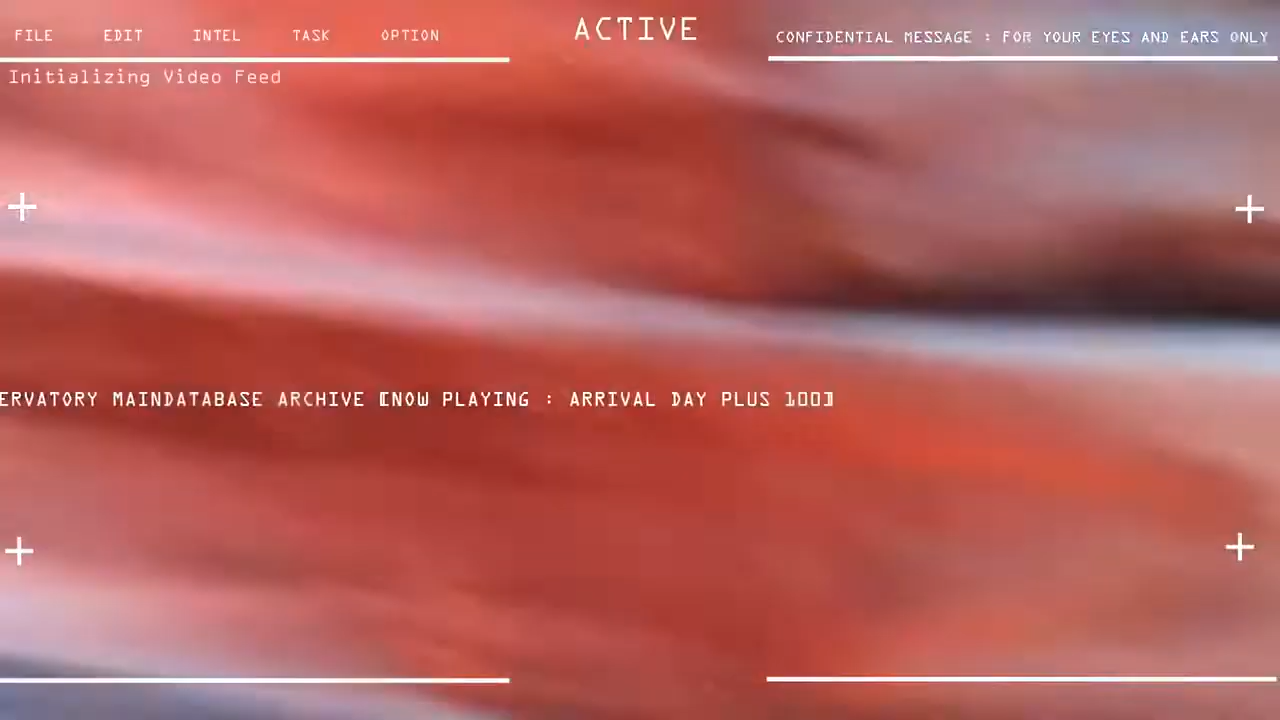 FILE EDIT INTEL TASK OPTION
ACTIVE
CONFIDENTIAL MESSAGE : FOR YOUR EYES AND EARS ONLY
Initializing Video Feed
ERVATORY MAINDATABASE ARCHIVE [NOW PLAYING : ARRIVAL DAY PLUS 100]